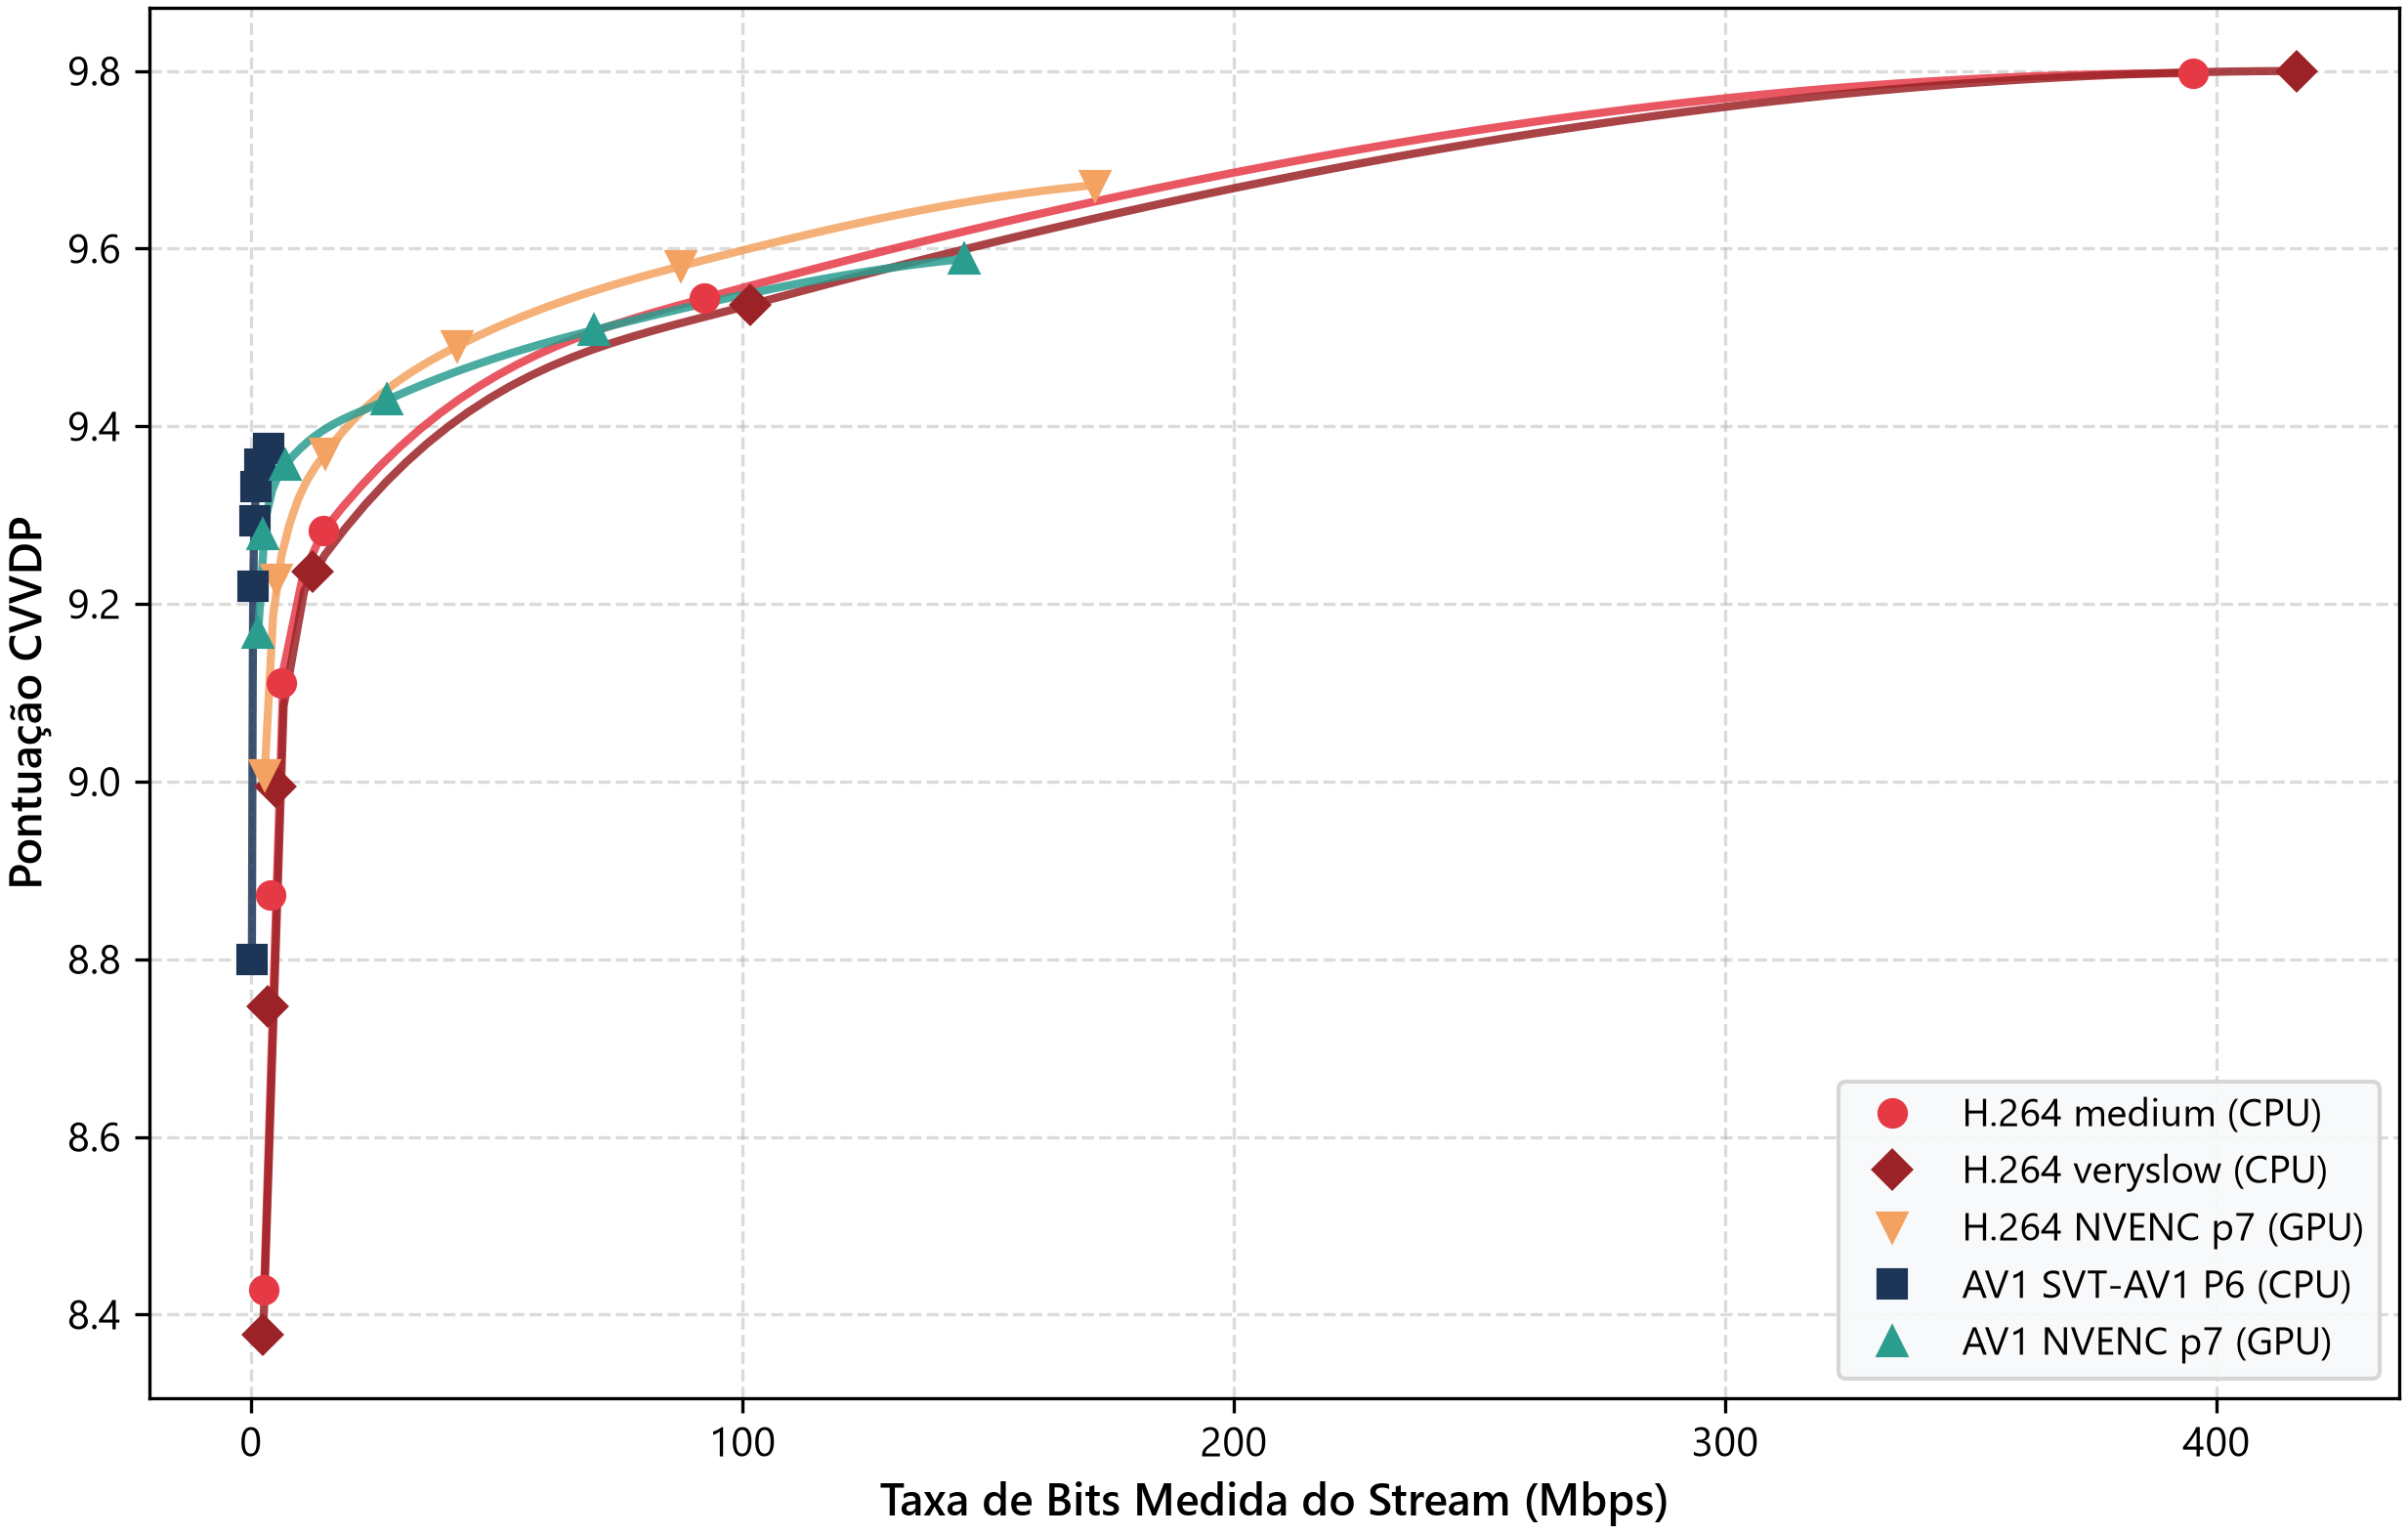 9.8
9.6
9.4
9.2
9.0
8.8
8.6
8.4
Pontuação CVVDP
0
100
200
300
400
Taxa de Bits Medida do Stream (Mbps)
H.264 medium (CPU)
H.264 veryslow (CPU)
H.264 NVENC p7 (GPU)
AV1 SVT-AV1 P6 (CPU)
AV1 NVENC p7 (GPU)